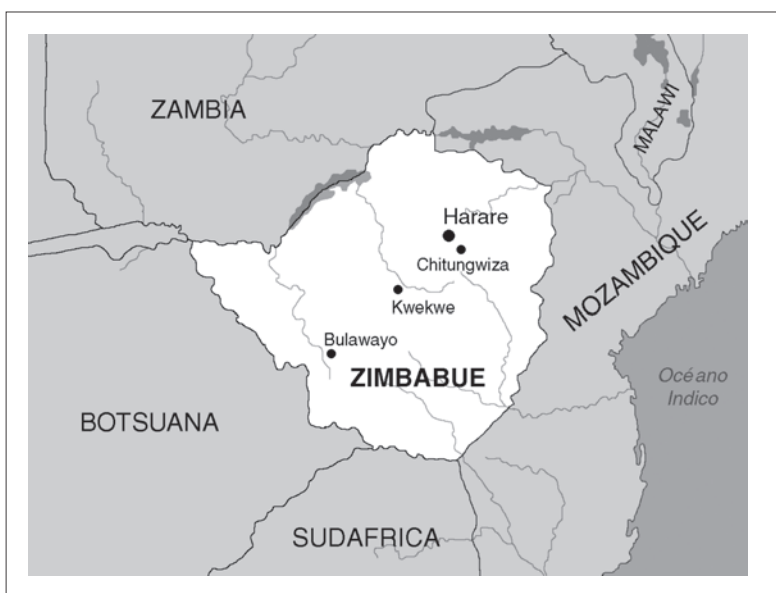 ZAMBIA
MALAWI
Harare
Chitungwiza
MOZAMBIQUE
Kwekwe
Bulawayo
ZIMBABUE
Océano
Indico
BOTSUANA
SUDAFRICA